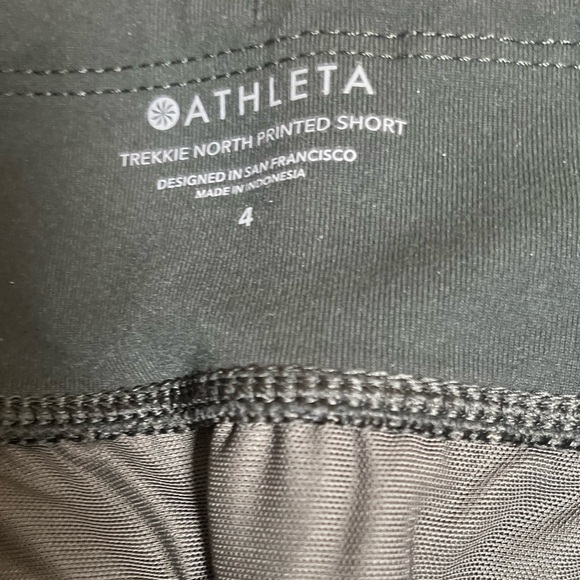 ATHLETA
TREKKIE NORTH PRINTED SHORT
DESIGNED IN SAN FRANCISCO
MADE IN INDONESIA
4